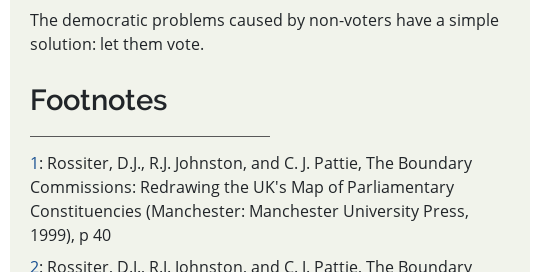 The democratic problems caused by non-voters have a simple
solution: let them vote.
Footnotes
1: Rossiter, D.J., R.J. Johnston, and C. J. Pattie, The Boundary
Commissions: Redrawing the UK's Map of Parliamentary
Constituencies (Manchester: Manchester University Press,
1999), p 40
2: Rossiter, D.J., R.J. Johnston, and C. J. Pattie, The Boundary